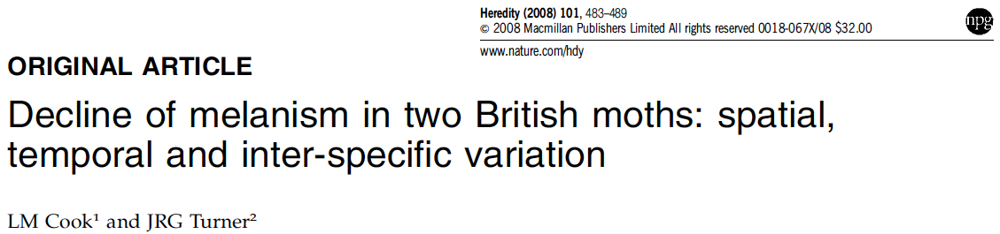 Heredity (2008) 101, 483–489
© 2008 Macmillan Publishers Limited All rights reserved 0018-067X/08 $32.00
npg
www.nature.com/hdy
ORIGINAL ARTICLE
Decline of melanism in two British moths: spatial,
temporal and inter-specific variation
LM Cook¹ and JRG Turner²